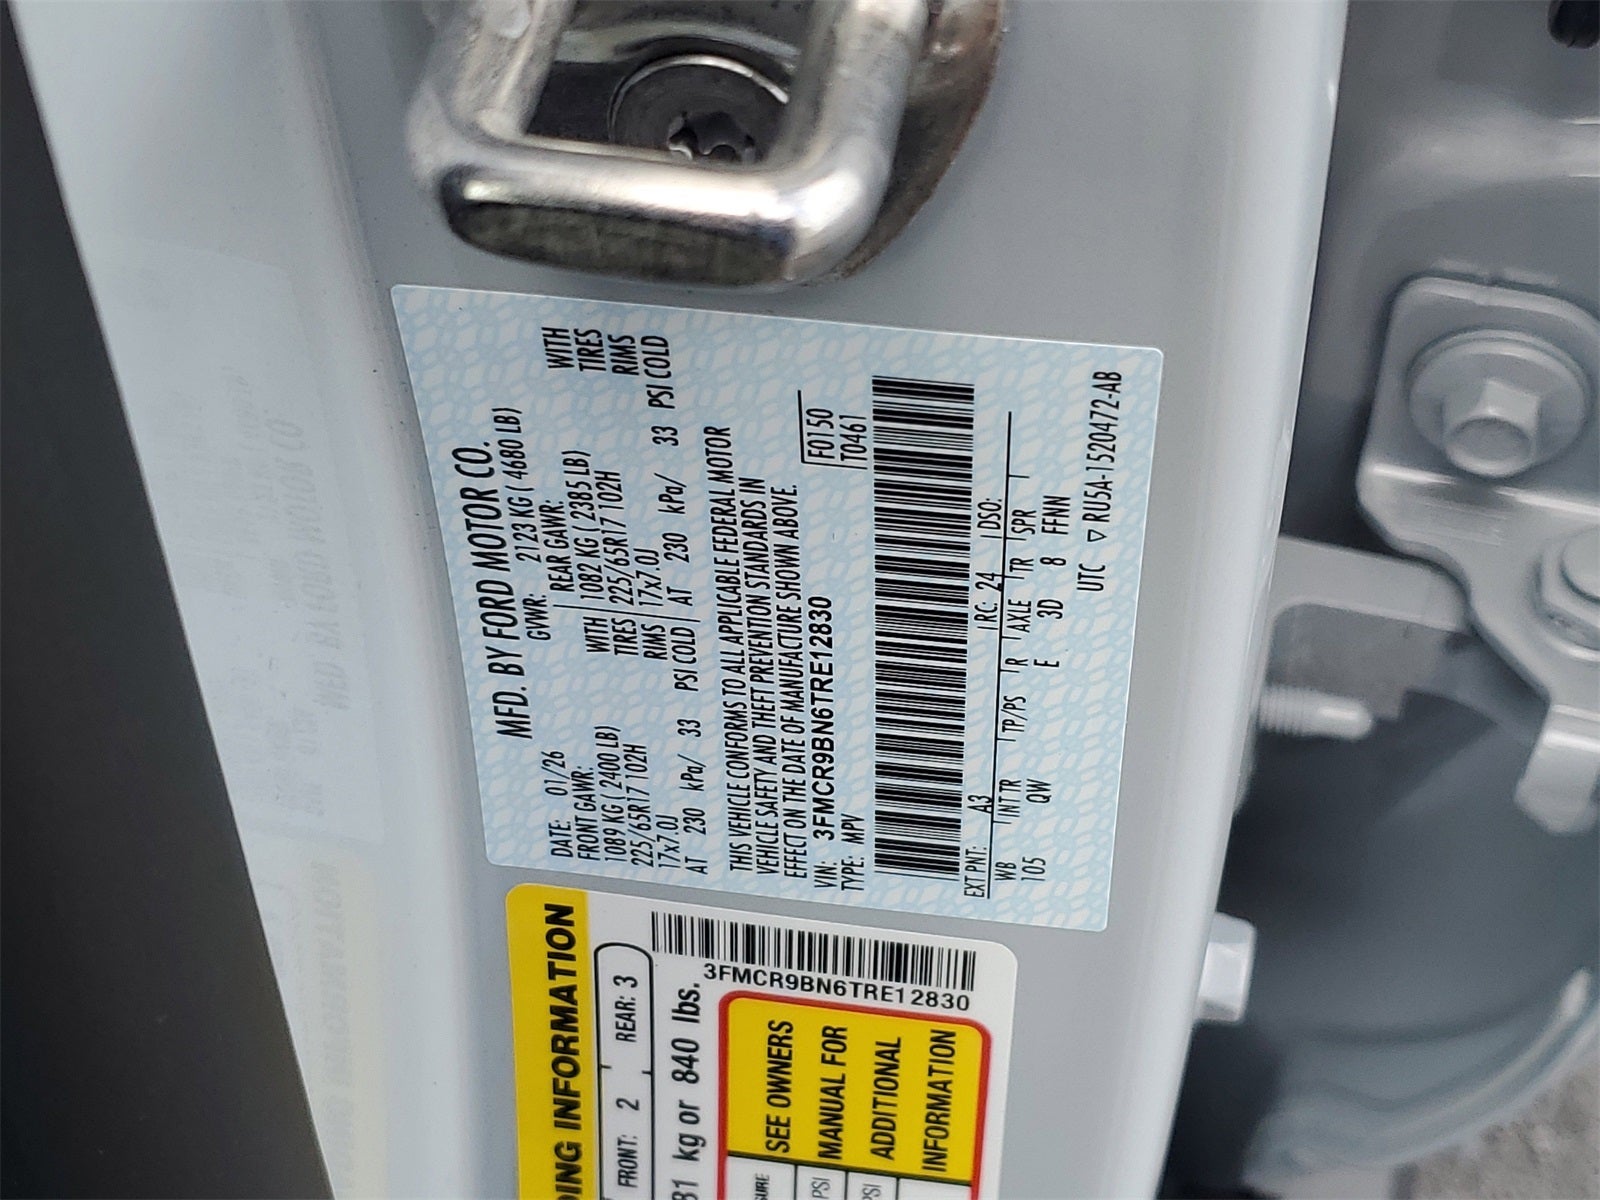 MFD. BY FORD MOTOR CO.
DATE: 01/26 GVWR: 2123 KG ( 4680 LB)
FRONT GAWR: REAR GAWR:
1089 KG ( 2400 LB) WITH 1082 KG ( 2385 LB) WITH
225/65R17 102H TIRES 225/65R17 102H TIRES
17x7.0J RIMS 17x7.0J RIMS
AT 230 kPa/ 33 PSI COLD AT 230 kPa/ 33 PSI COLD
THIS VEHICLE CONFORMS TO ALL APPLICABLE FEDERAL MOTOR
VEHICLE SAFETY AND THEFT PREVENTION STANDARDS IN
EFFECT ON THE DATE OF MANUFACTURE SHOWN ABOVE.
VIN: 3FMCR9BN6TRE12830 F0150
TYPE: MPV T0461
EXT PNT: A3 RC: 24 DSO:
WB INT TR TP/PS R AXLE TR SPR
105 QW E 3D 8 FFNN
UTC ▽ RU5A-1520472-AB
DING INFORMATION
FRONT: 2 REAR: 3
81 kg or 840 lbs.
3FMCR9BN6TRE12830
SEE OWNERS
MANUAL FOR
ADDITIONAL
INFORMATION
PSI
PSI